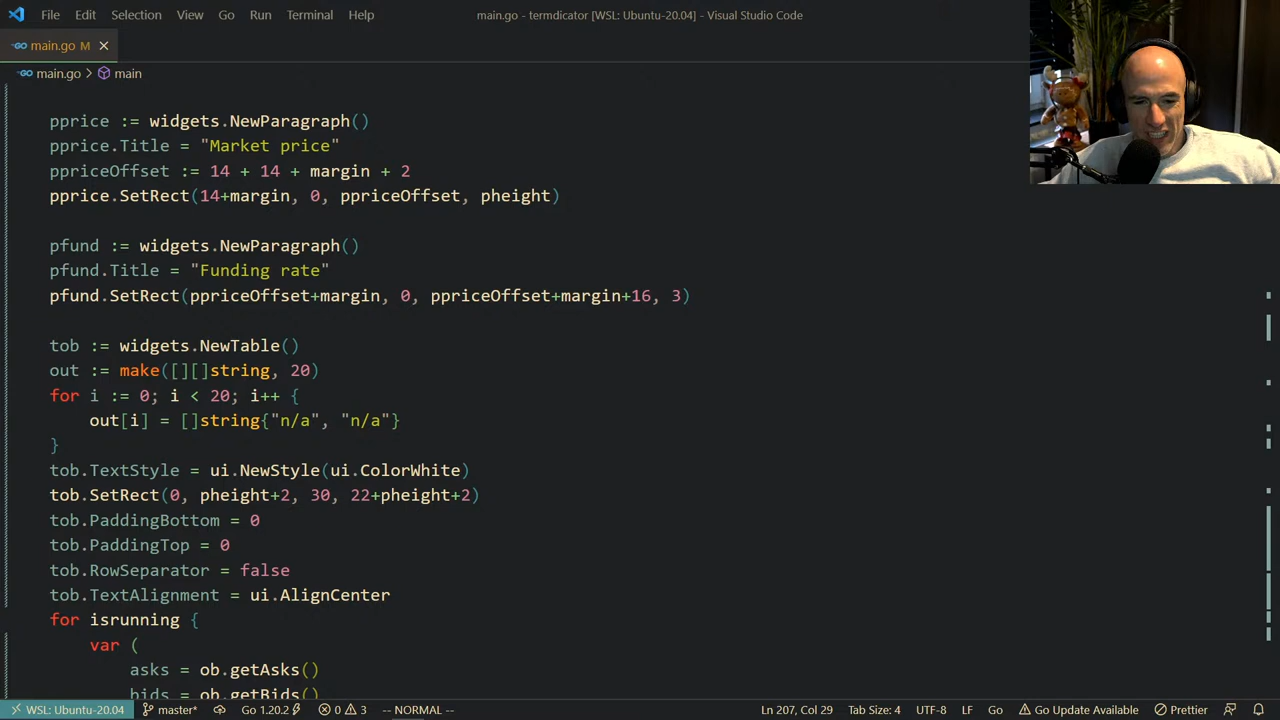 File Edit Selection View Go Run Terminal Help main.go - termdicator [WSL: Ubuntu-20.04] - Visual Studio Code
main.go M
main.go > main
pprice := widgets.NewParagraph()
pprice.Title = "Market price"
ppriceOffset := 14 + 14 + margin + 2
pprice.SetRect(14+margin, 0, ppriceOffset, pheight)
pfund := widgets.NewParagraph()
pfund.Title = "Funding rate"
pfund.SetRect(ppriceOffset+margin, 0, ppriceOffset+margin+16, 3)
tob := widgets.NewTable()
out := make([][]string, 20)
for i := 0; i < 20; i++ {
out[i] = []string{"n/a", "n/a"}
}
tob.TextStyle = ui.NewStyle(ui.ColorWhite)
tob.SetRect(0, pheight+2, 30, 22+pheight+2)
tob.PaddingBottom = 0
tob.PaddingTop = 0
tob.RowSeparator = false
tob.TextAlignment = ui.AlignCenter
for isrunning {
var (
asks = ob.getAsks()
bids = ob.getBids()
WSL: Ubuntu-20.04 master* Go 1.20.2 0 3 -- NORMAL -- Ln 207, Col 29 Tab Size: 4 UTF-8 LF Go Go Update Available Prettier